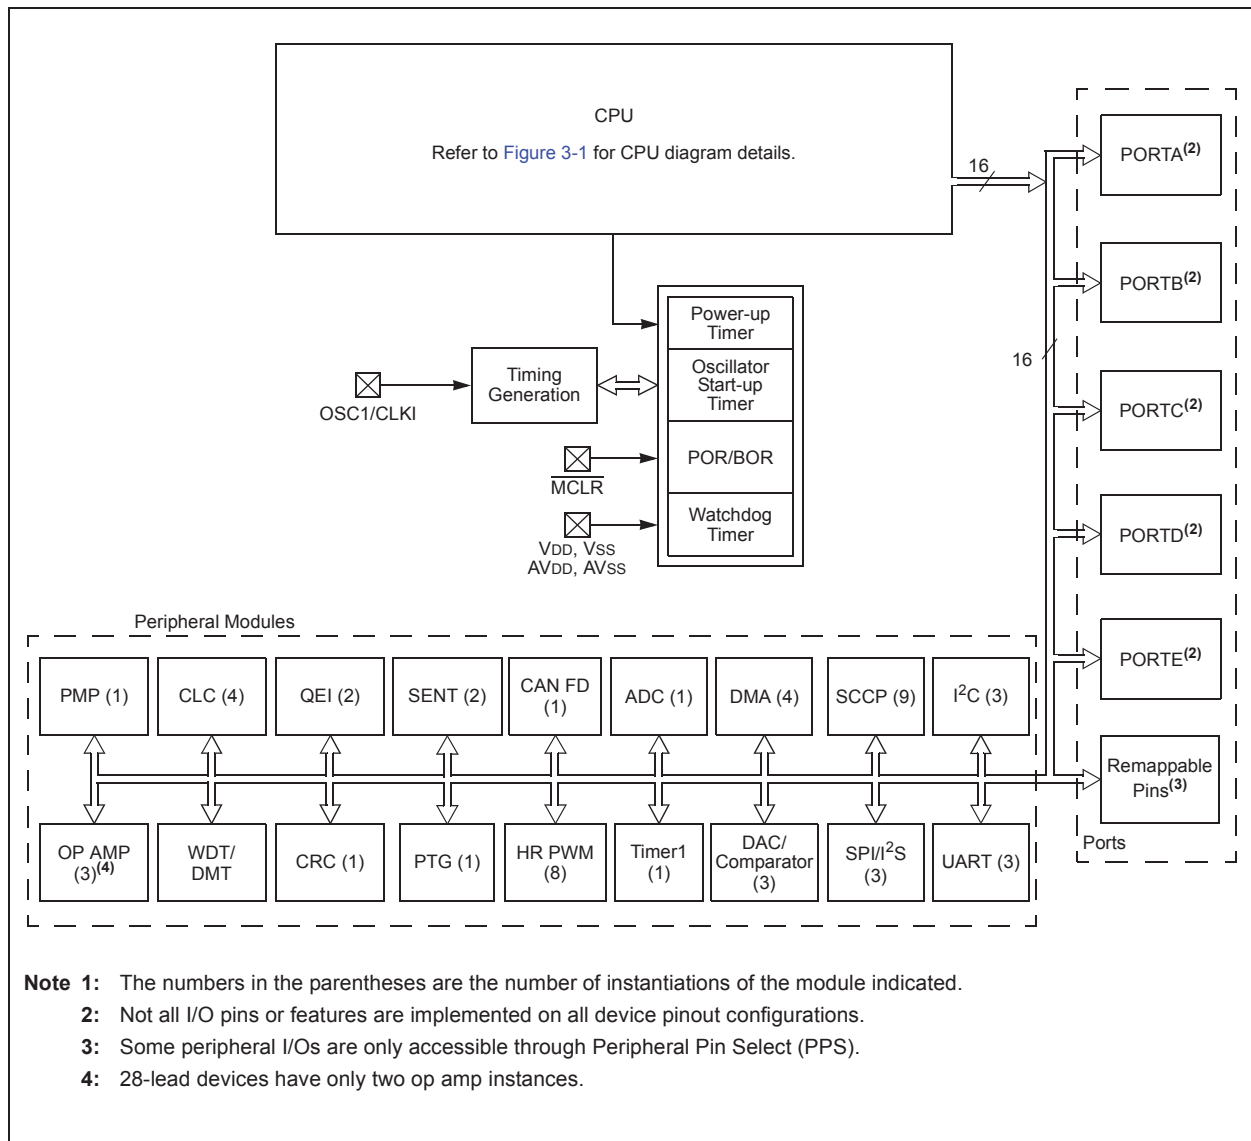 CPU
Refer to Figure 3-1 for CPU diagram details.
16
PORTA(2)
PORTB(2)
16
PORTC(2)
PORTD(2)
PORTE(2)
Remappable
Pins(3)
Ports
Power-up
Timer
Oscillator
Start-up
Timer
POR/BOR
Watchdog
Timer
Timing
Generation
OSC1/CLKI
MCLR
VDD, VSS
AVDD, AVSS
Peripheral Modules
PMP (1)
CLC (4)
QEI (2)
SENT (2)
CAN FD
(1)
ADC (1)
DMA (4)
SCCP (9)
I2C (3)
OP AMP
(3)(4)
WDT/
DMT
CRC (1)
PTG (1)
HR PWM
(8)
Timer1
(1)
DAC/
Comparator
(3)
SPI/I2S
(3)
UART (3)
Note 1: The numbers in the parentheses are the number of instantiations of the module indicated.
2: Not all I/O pins or features are implemented on all device pinout configurations.
3: Some peripheral I/Os are only accessible through Peripheral Pin Select (PPS).
4: 28-lead devices have only two op amp instances.